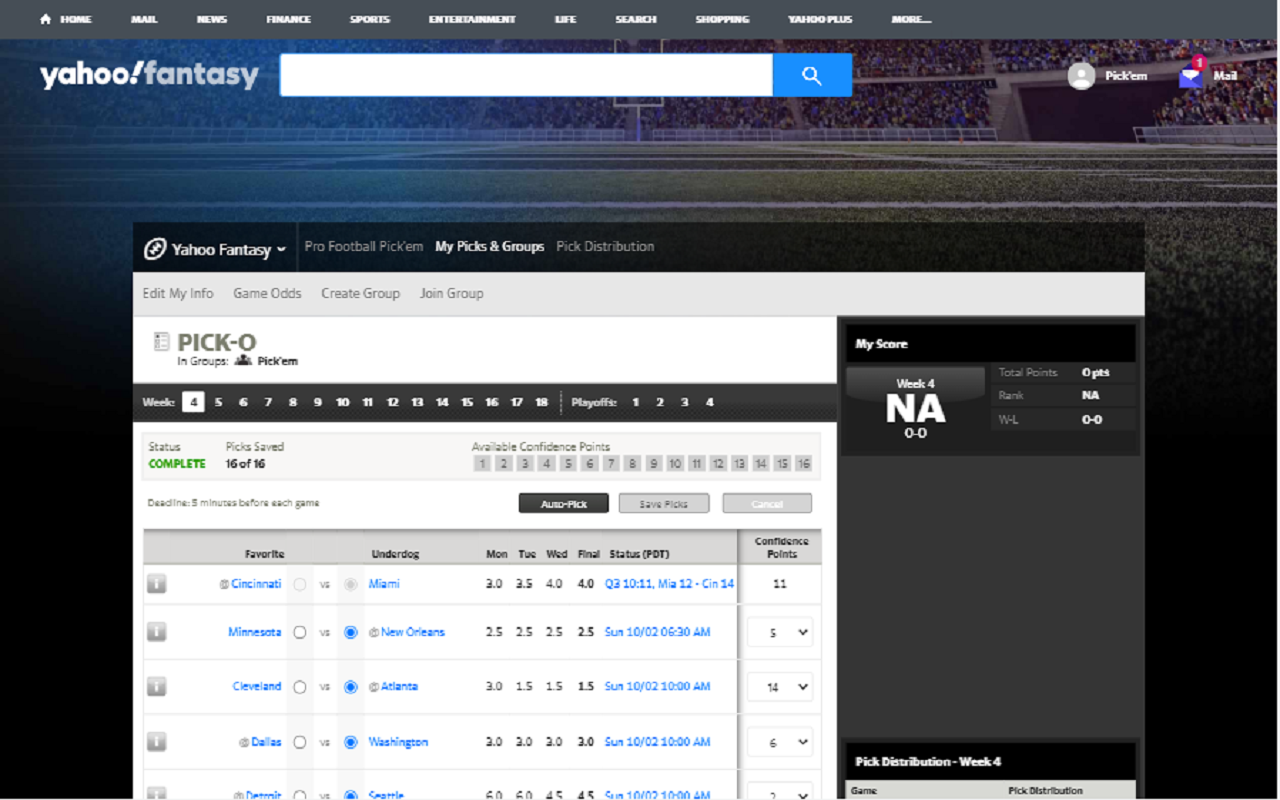 HOME MAIL NEWS FINANCE SPORTS ENTERTAINMENT LIFE SEARCH SHOPPING YAHOO PLUS MORE...
yahoo!fantasy Pick'em 1 Mail
Yahoo Fantasy Pro Football Pick'em My Picks & Groups Pick Distribution
Edit My Info Game Odds Create Group Join Group
PICK-O
In Groups: Pick'em
Week: 4 5 6 7 8 9 10 11 12 13 14 15 16 17 18 Playoffs: 1 2 3 4
Status Picks Saved Available Confidence Points
COMPLETE 16 of 16 1 2 3 4 5 6 7 8 9 10 11 12 13 14 15 16
Deadline: 5 minutes before each game Auto-Pick Save Picks Cancel
Favorite Underdog Mon Tue Wed Final Status (PDT) Confidence Points
i @ Cincinnati vs Miami 3.0 3.5 4.0 4.0 Q3 10:11, Mia 12 - Cin 14 11
i Minnesota vs @ New Orleans 2.5 2.5 2.5 2.5 Sun 10/02 06:30 AM 5
i Cleveland vs @ Atlanta 3.0 1.5 1.5 1.5 Sun 10/02 10:00 AM 14
i @ Dallas vs Washington 3.0 3.0 3.0 3.0 Sun 10/02 10:00 AM 6
i @ Detroit vs Seattle 6.0 6.0 4.5 4.5 Sun 10/02 10:00 AM
My Score
Week 4
NA
0-0
Total Points 0 pts
Rank NA
W-L 0-0
Pick Distribution - Week 4
Game Pick Distribution